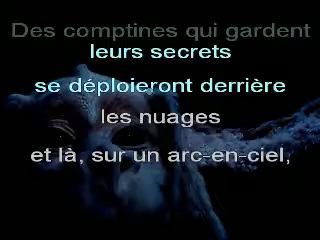 Des comptines qui gardent
leurs secrets
se déploieront derrière
les nuages
et là, sur un arc-en-ciel,